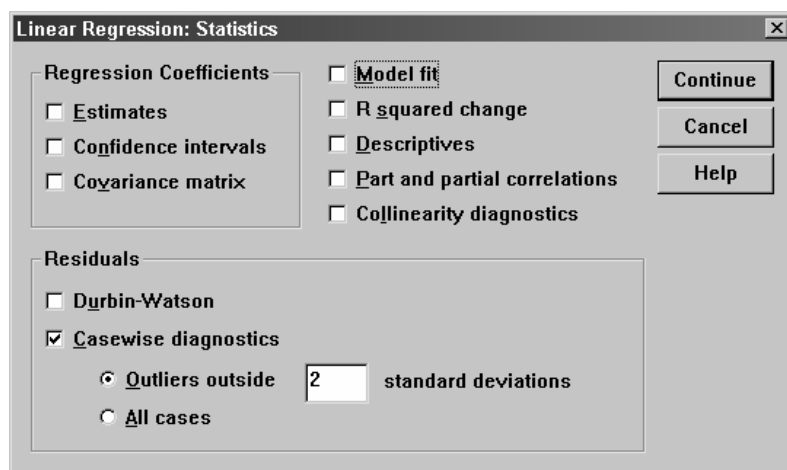 Linear Regression: Statistics
Regression Coefficients
Estimates
Confidence intervals
Covariance matrix
Model fit
R squared change
Descriptives
Part and partial correlations
Collinearity diagnostics
Continue
Cancel
Help
Residuals
Durbin-Watson
Casewise diagnostics
Outliers outside 2 standard deviations
All cases